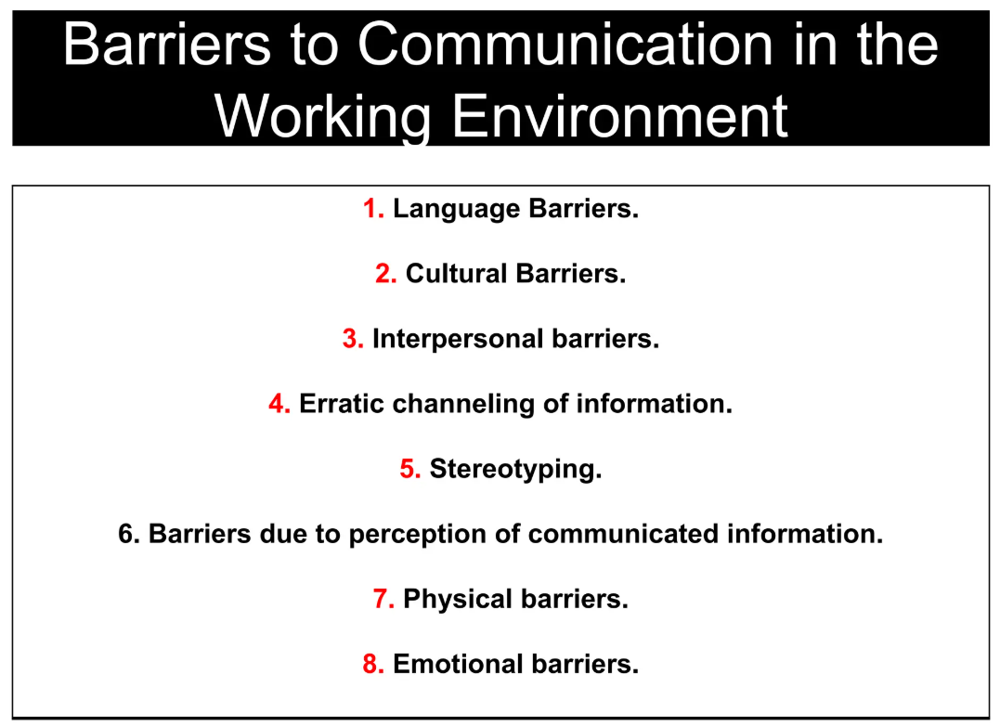 Barriers to Communication in the
Working Environment
1. Language Barriers.
2. Cultural Barriers.
3. Interpersonal barriers.
4. Erratic channeling of information.
5. Stereotyping.
6. Barriers due to perception of communicated information.
7. Physical barriers.
8. Emotional barriers.